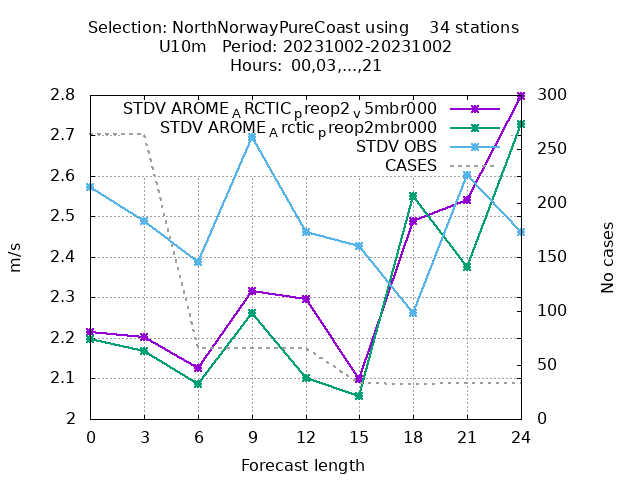 Selection: NorthNorwayPureCoast using    34 stations
U10m   Period: 20231002-20231002
Hours:  00,03,...,21
STDV AROME_ARCTIC_preop2_v5mbr000
STDV AROME_Arctic_preop2mbr000
STDV OBS
CASES
2.8
2.7
2.6
2.5
2.4
2.3
2.2
2.1
2
m/s
300
250
200
150
100
50
0
No cases
0 3 6 9 12 15 18 21 24
Forecast length